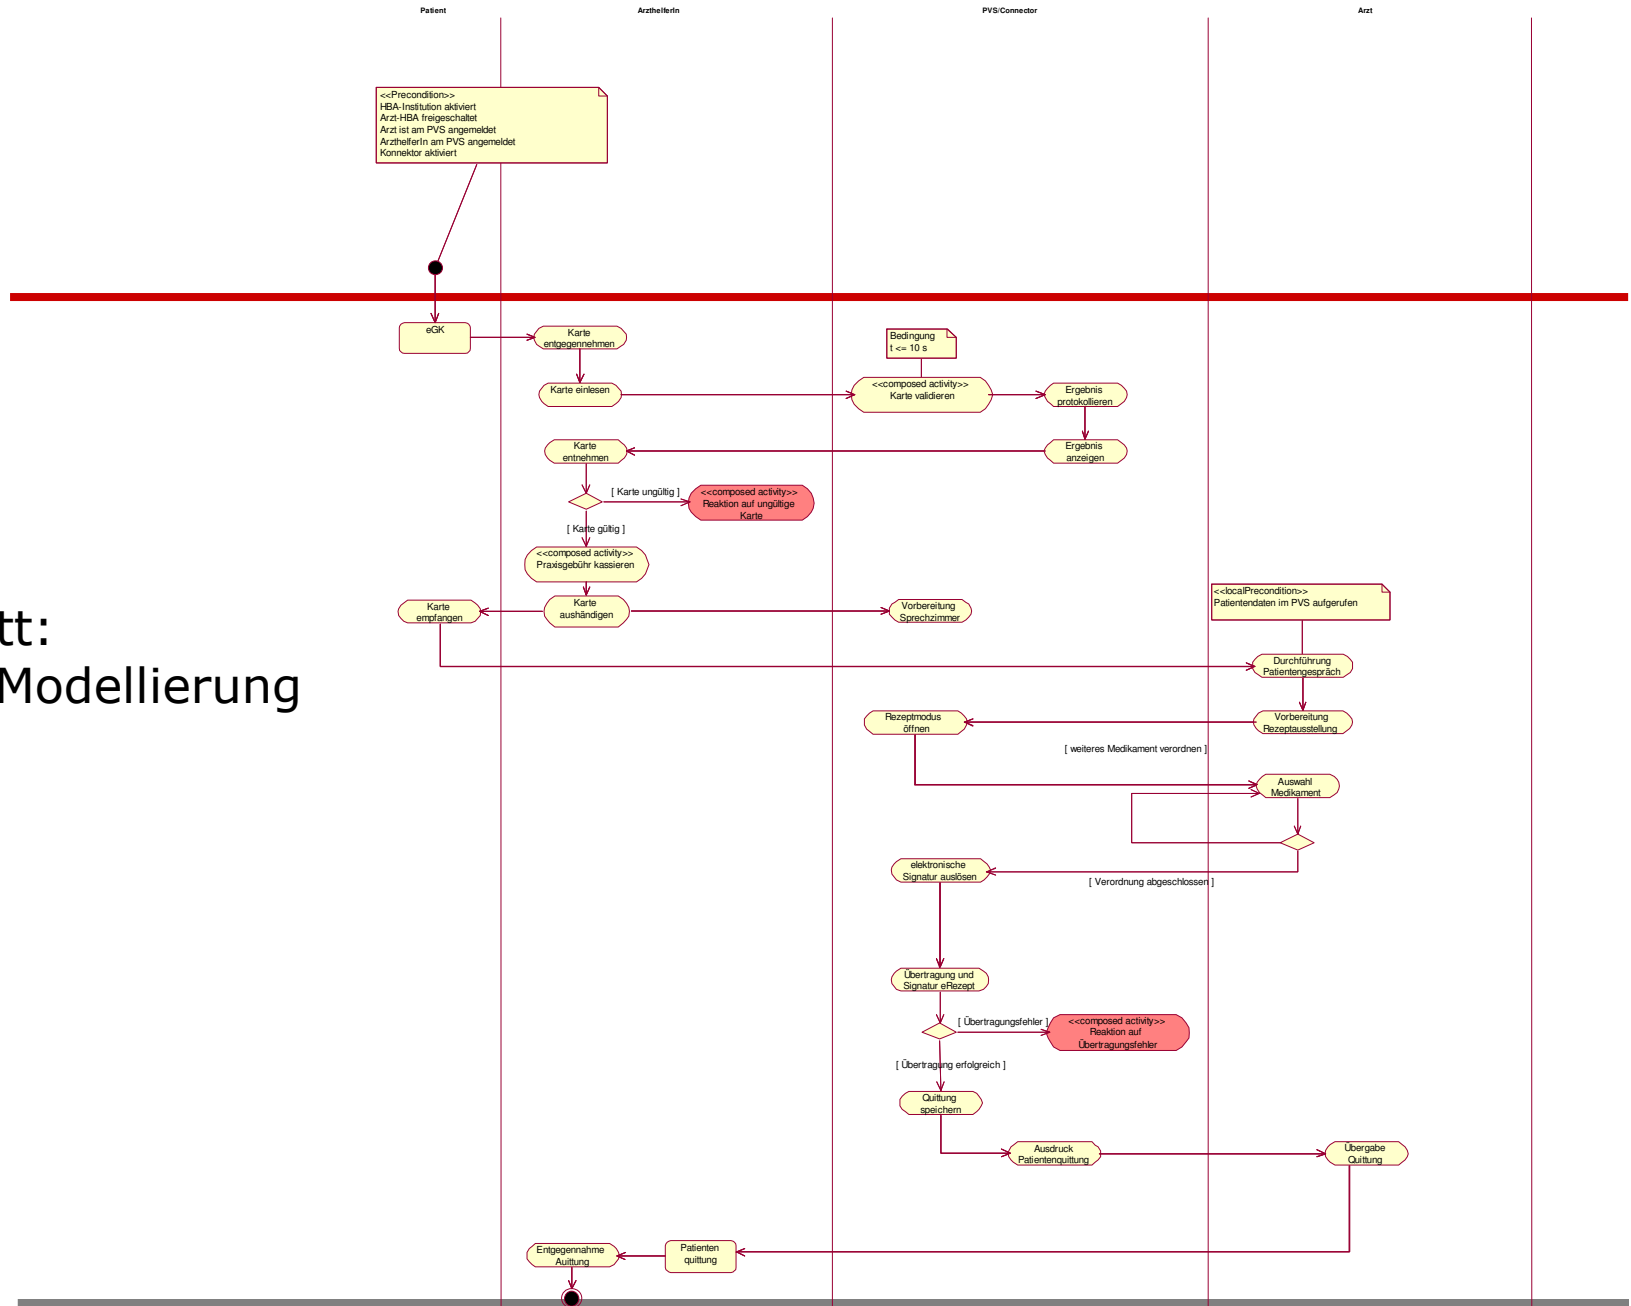 Patient
ArzthelferIn
PVS/Connector
Arzt
<<Precondition>>
HBA-Institution aktiviert
Arzt-HBA freigeschaltet
Arzt ist am PVS angemeldet
ArzthelferIn am PVS angemeldet
Konnektor aktiviert
eGK
Karte
entgegennehmen
Bedingung
t <= 10 s
Karte einlesen
<<composed activity>>
Karte validieren
Ergebnis
protokollieren
Karte
entnehmen
Ergebnis
anzeigen
[ Karte ungültig ]
<<composed activity>>
Reaktion auf ungültige
Karte
[ Karte gültig ]
<<composed activity>>
Praxisgebühr kassieren
Karte
empfangen
Karte
aushändigen
Vorbereitung
Sprechzimmer
<<localPrecondition>>
Patientendaten im PVS aufgerufen
tt:
Modellierung
Durchführung
Patientengespräch
Rezeptmodus
öffnen
Vorbereitung
Rezeptausstellung
[ weiteres Medikament verordnen ]
Auswahl
Medikament
elektronische
Signatur auslösen
[ Verordnung abgeschlossen ]
Übertragung und
Signatur eRezept
[ Übertragungsfehler ]
<<composed activity>>
Reaktion auf
Übertragungsfehler
[ Übertragung erfolgreich ]
Quittung
speichern
Ausdruck
Patientenquittung
Übergabe
Quittung
Entgegennahme
Auittung
Patienten
quittung